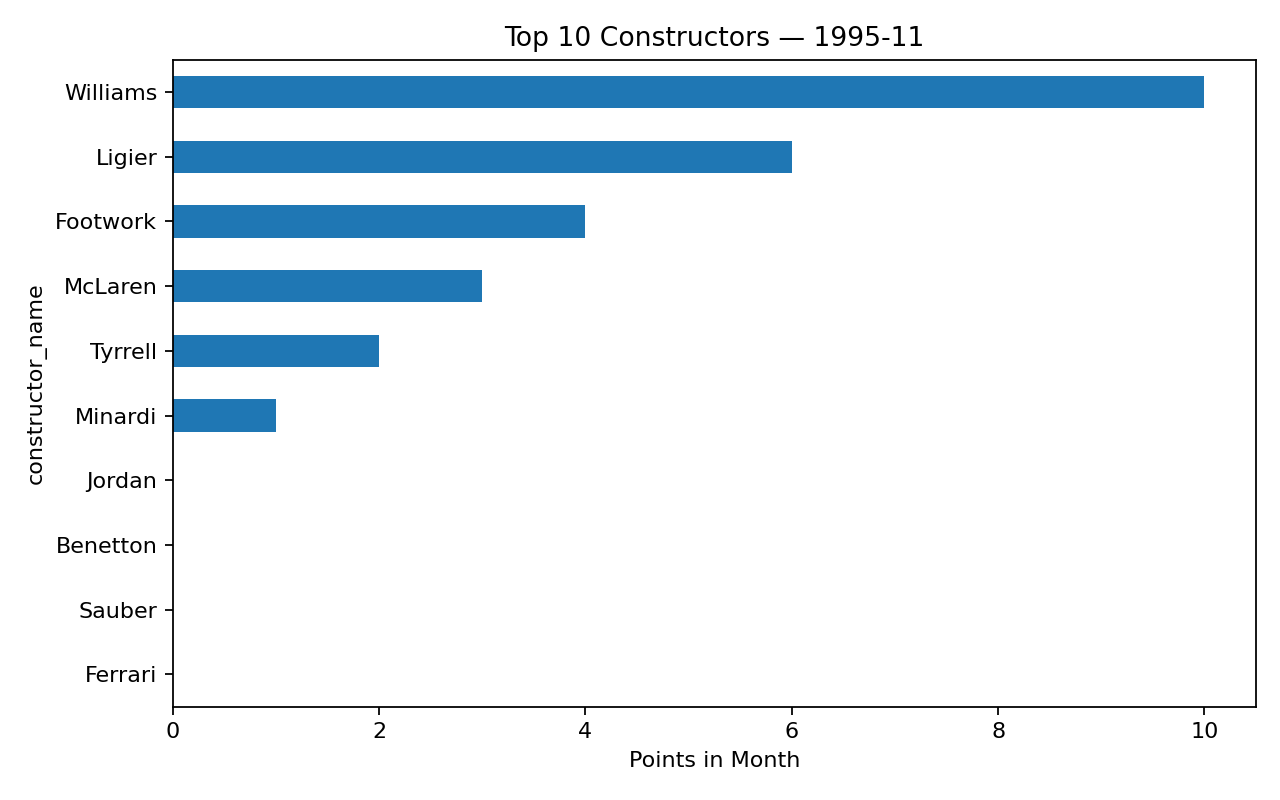 Top 10 Constructors — 1995-11
constructor_name
Williams
Ligier
Footwork
McLaren
Tyrrell
Minardi
Jordan
Benetton
Sauber
Ferrari
0 2 4 6 8 10
Points in Month